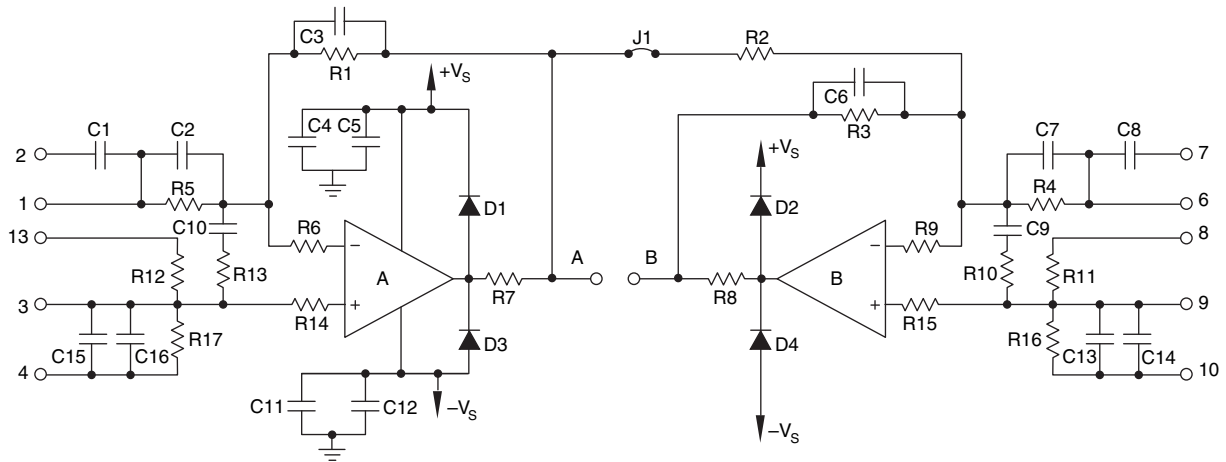 C3
R1
J1
R2
+VS
C6
R3
C4
C5
C1
C2
2
+VS
C7
C8
7
R5
R4
1
6
C10
D1
D2
C9
13
R6
R9
8
A
B
R12
R13
A
B
R10
R11
R7
R8
3
R14
R15
9
R17
R16
C15
C16
D3
D4
C13
C14
4
10
C11
C12
–VS
–VS